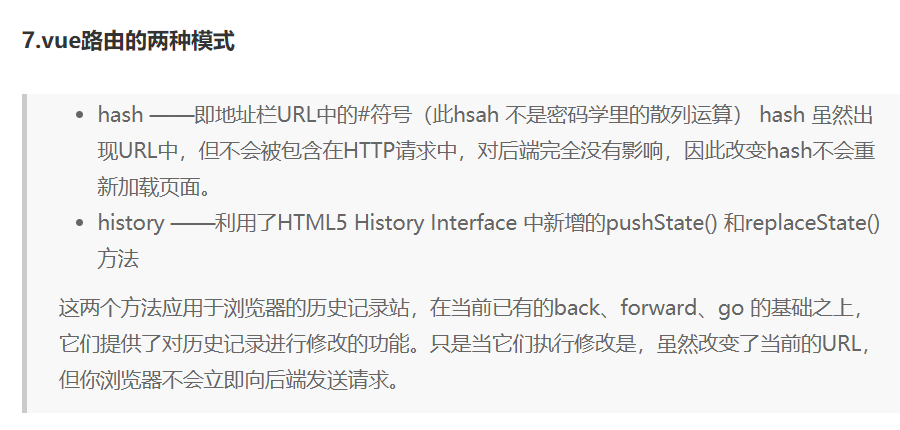 7.vue路由的两种模式
• hash ——即地址栏URL中的#符号（此hsah 不是密码学里的散列运算） hash 虽然出
现URL中，但不会被包含在HTTP请求中，对后端完全没有影响，因此改变hash不会重
新加载页面。
• history ——利用了HTML5 History Interface 中新增的pushState() 和replaceState()
方法
这两个方法应用于浏览器的历史记录站，在当前已有的back、forward、go 的基础之上，
它们提供了对历史记录进行修改的功能。只是当它们执行修改是，虽然改变了当前的URL，
但你浏览器不会立即向后端发送请求。